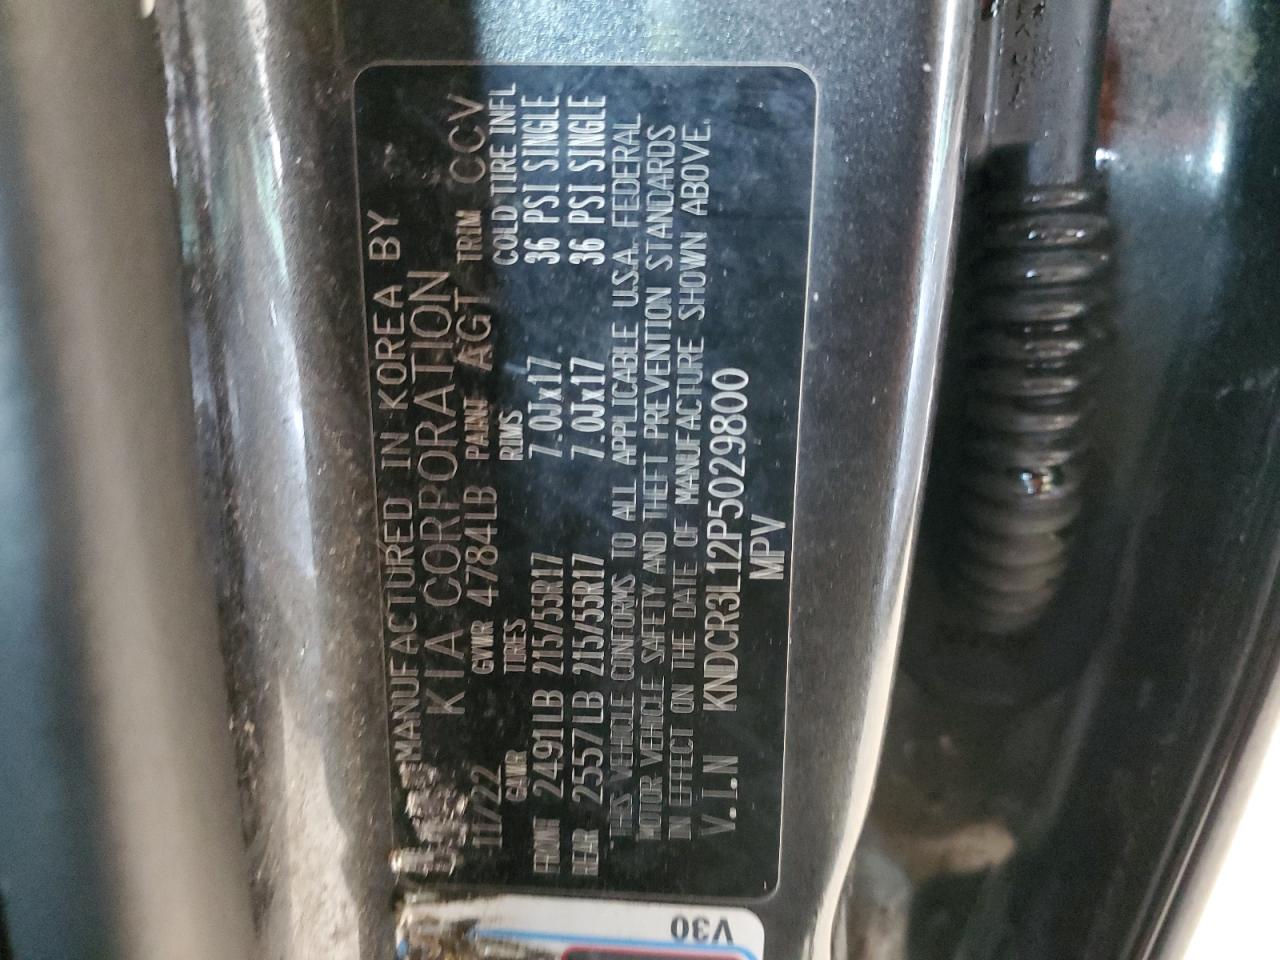 MANUFACTURED IN KOREA BY
KIA CORPORATION
11/22 GVWR 4784LB PAINT AGT TRIM CCV
GAWR TIRES RIMS COLD TIRE INFL
FRONT 2491LB 215/55R17 7.0Jx17 36 PSI SINGLE
REAR 2557LB 215/55R17 7.0Jx17 36 PSI SINGLE
THIS VEHICLE CONFORMS TO ALL APPLICABLE U.S.A. FEDERAL
MOTOR VEHICLE SAFETY AND THEFT PREVENTION STANDARDS
IN EFFECT ON THE DATE OF MANUFACTURE SHOWN ABOVE.
V.I.N KNDCR3L12P5029800
MPV
V30